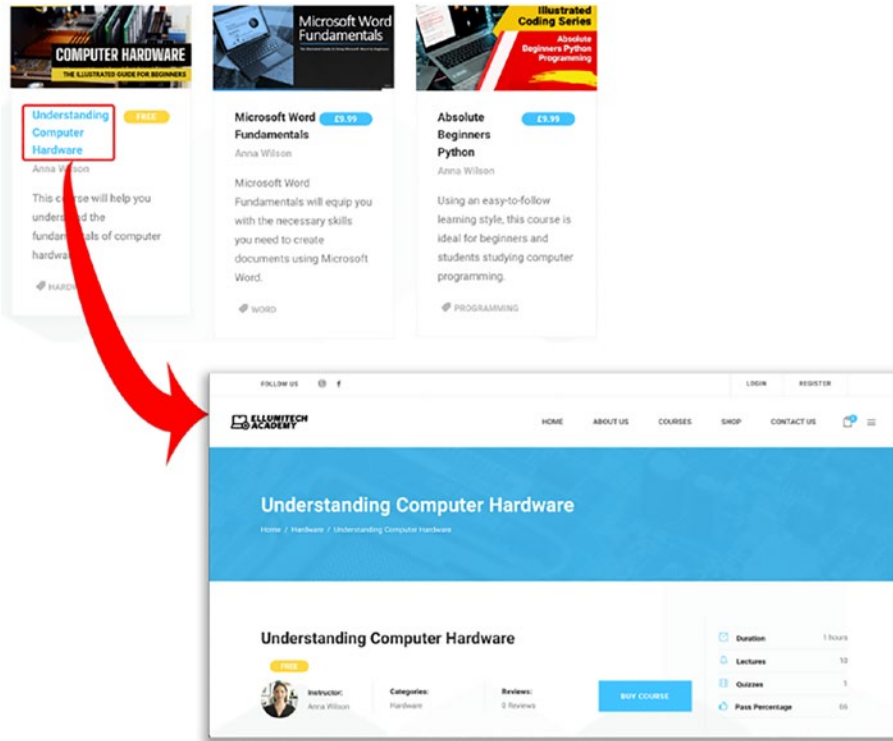 COMPUTER HARDWARE
THE ILLUSTRATED GUIDE FOR BEGINNERS
Understanding
Computer
Hardware
FREE
Anna Wilson
This course will help you
understand the
fundamentals of computer
hardware
HARDW
Microsoft Word
Fundamentals
Microsoft Word
Fundamentals
£9.99
Anna Wilson
Microsoft Word
Fundamentals will equip you
with the necessary skills
you need to create
documents using Microsoft
Word.
WORD
Illustrated
Coding Series
Absolute
Beginners Python
Programming
Absolute
Beginners
Python
£9.99
Anna Wilson
Using an easy-to-follow
learning style, this course is
ideal for beginners and
students studying computer
programming.
PROGRAMMING
FOLLOW US
LOGIN REGISTER
ELLUMITECH
ACADEMY
HOME ABOUT US COURSES SHOP CONTACT US
Understanding Computer Hardware
Home / Hardware / Understanding Computer Hardware
Understanding Computer Hardware
FREE
Instructor:
Anna Wilson
Categories:
Hardware
Reviews:
0 Reviews
BUY COURSE
Duration 1 hours
Lectures 10
Quizzes 1
Pass Percentage 66